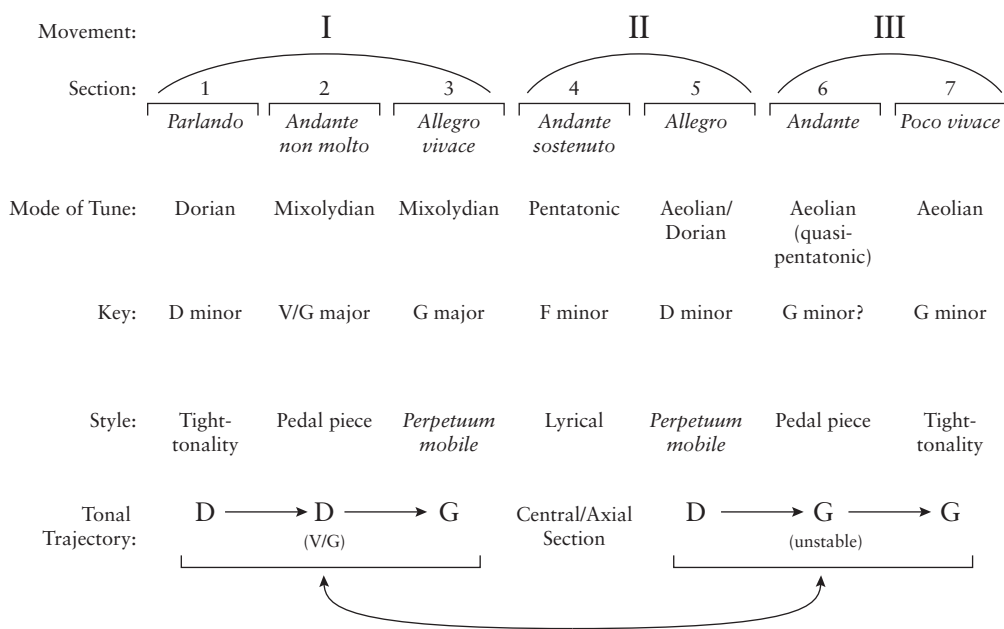 Movement: I II III
Section: 1 2 3 4 5 6 7
Parlando Andante Allegro Andante Allegro Andante Poco vivace
non molto vivace sostenuto
Mode of Tune: Dorian Mixolydian Mixolydian Pentatonic Aeolian/ Aeolian Aeolian
Dorian (quasi-
pentatonic)
Key: D minor V/G major G major F minor D minor G minor? G minor
Style: Tight- Pedal piece Perpetuum Lyrical Perpetuum Pedal piece Tight-
tonality mobile mobile tonality
Tonal D D G Central/Axial D G G
Trajectory: (V/G) Section (unstable)